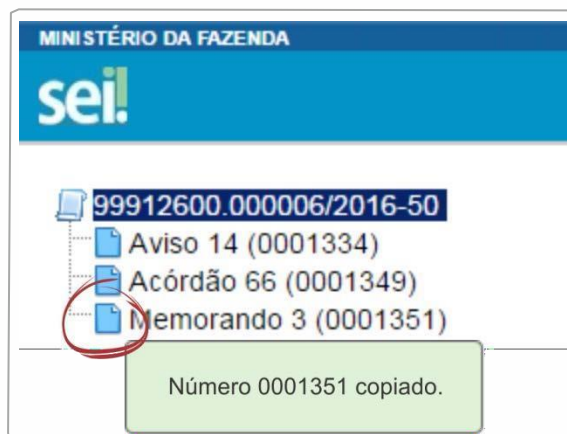 MINISTÉRIO DA FAZENDA
sei!
99912600.000006/2016-50
Aviso 14 (0001334)
Acórdão 66 (0001349)
Memorando 3 (0001351)
Número 0001351 copiado.